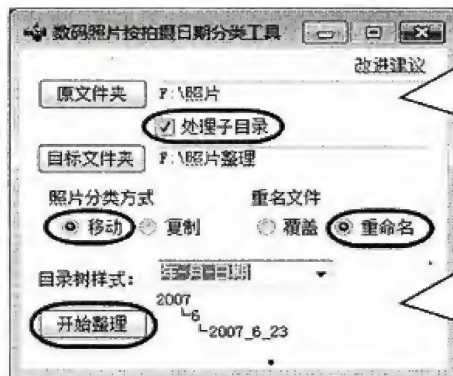 数码照片按拍摄日期分类工具
改进建议
原文件夹 F:\照片
处理子目录
目标文件夹 F:\照片整理
照片分类方式 重名文件
移动 复制 覆盖 重命名
目录树样式:
2007
开始整理 6
2007_6_23